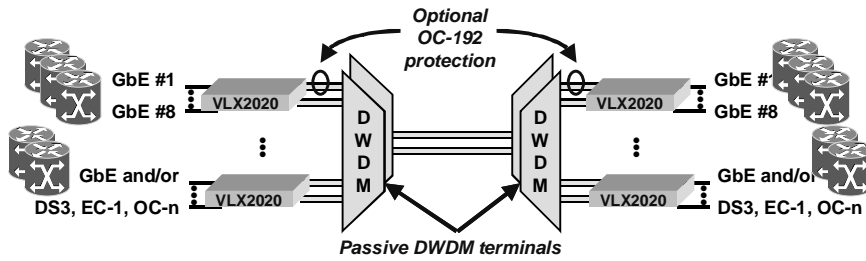 Optional
OC-192
protection
GbE #1
GbE #8
VLX2020
GbE and/or
DS3, EC-1, OC-n
VLX2020
D
W
D
M
D
W
D
M
VLX2020
GbE #'
GbE #8
VLX2020
GbE and/or
DS3, EC-1, OC-n
Passive DWDM terminals